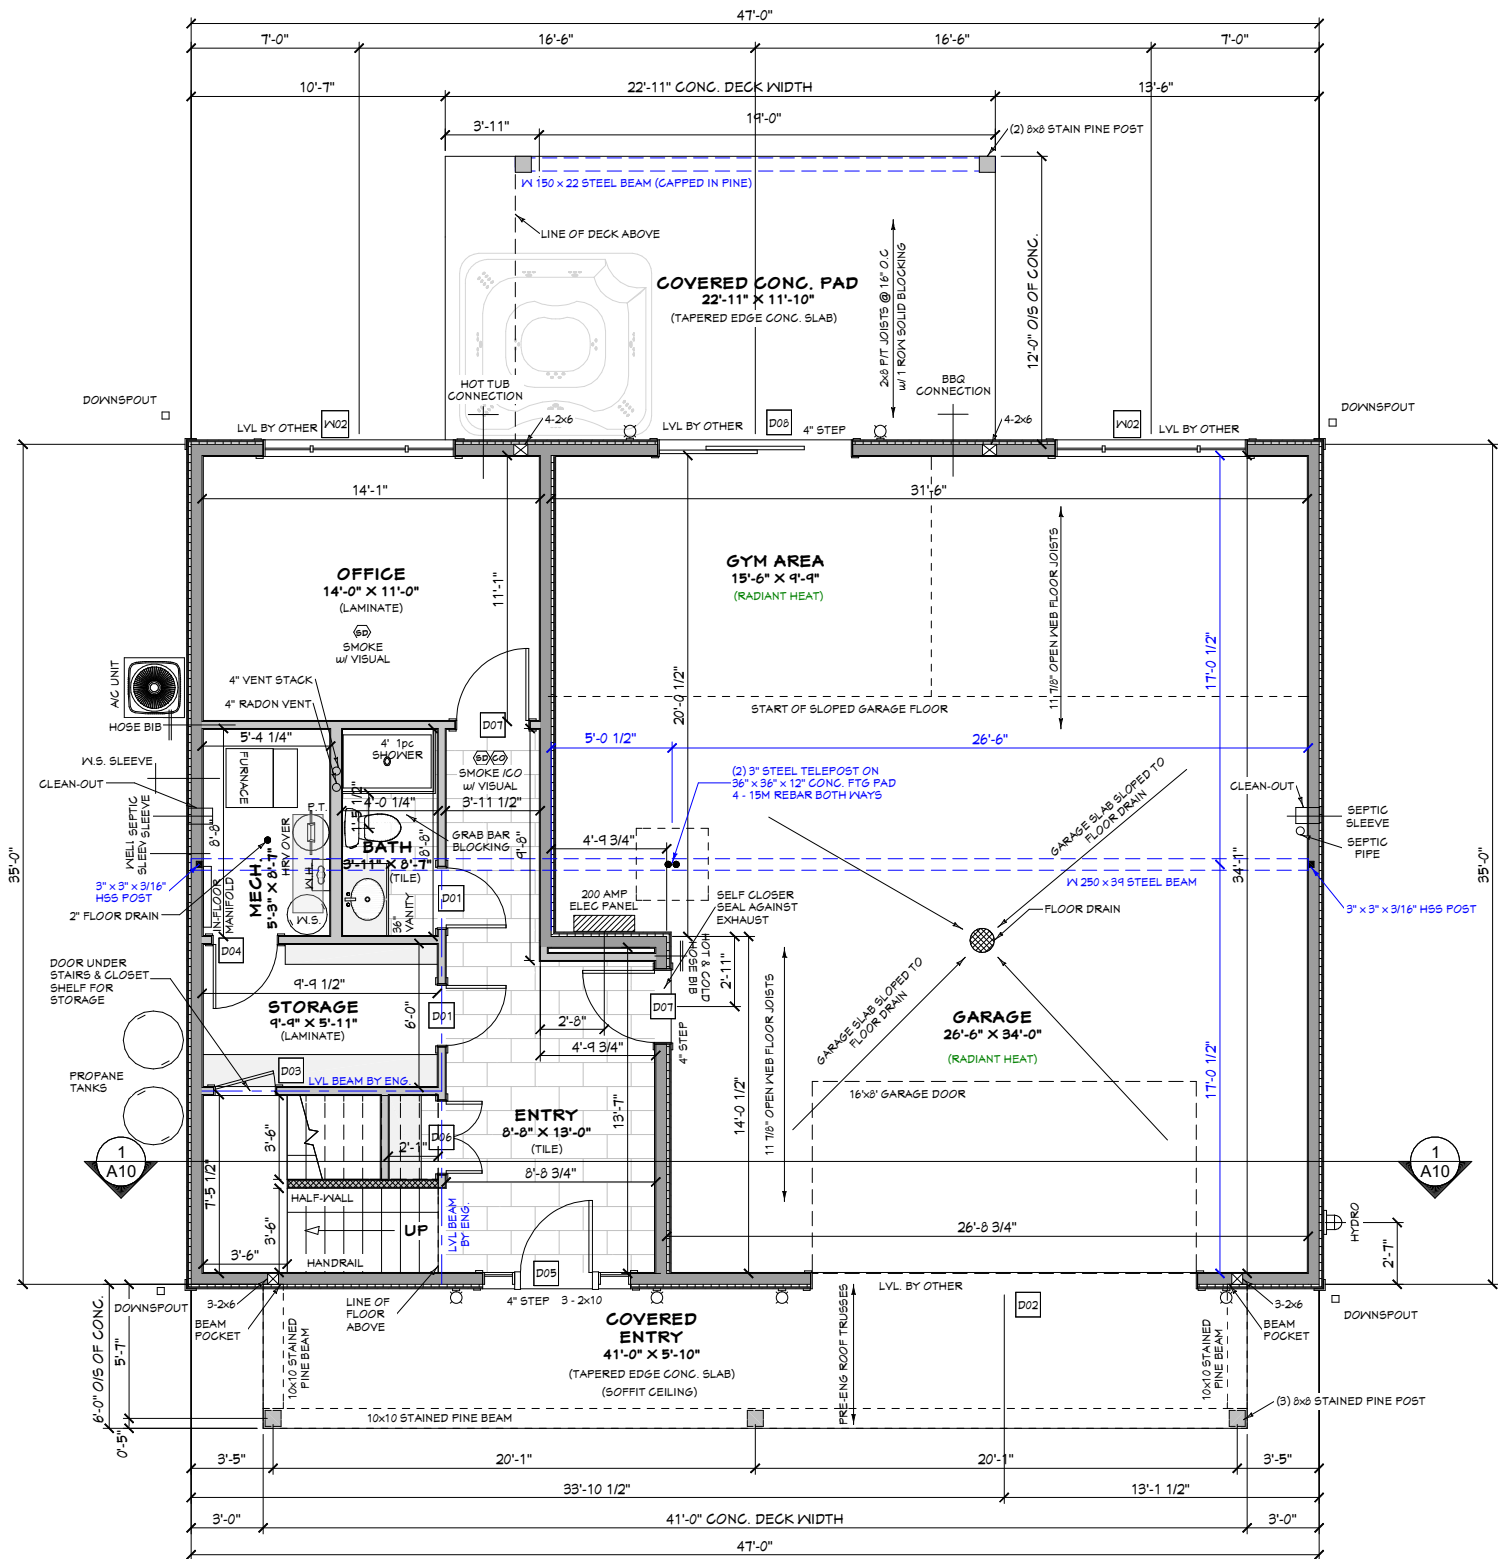 47'-0"
7'-0"
16'-6"
16'-6"
7'-0"
10'-7"
22'-11" CONC. DECK WIDTH
13'-6"
3'-11"
19'-0"
(2) 8x8 STAIN PINE POST
W 150 x 22 STEEL BEAM (CAPPED IN PINE)
LINE OF DECK ABOVE
COVERED CONC. PAD
22'-11" X 11'-10"
(TAPERED EDGE CONC. SLAB)
2x8 P/T JOISTS @ 16" O.C
w/ 1 ROW SOLID BLOCKING
12'-0" O/S OF CONC.
HOT TUB
CONNECTION
BBQ
CONNECTION
DOWNSPOUT
DOWNSPOUT
LVL BY OTHER
W02
4-2x6
LVL BY OTHER
D08
4" STEP
4-2x6
W02
LVL BY OTHER
14'-1"
31'-6"
35'-0"
35'-0"
OFFICE
14'-0" X 11'-0"
(LAMINATE)
SD
SMOKE
w/ VISUAL
11'-1"
GYM AREA
15'-6" X 9'-9"
(RADIANT HEAT)
11 7/8" OPEN WEB FLOOR JOISTS
17'-0 1/2"
20'-0 1/2"
A/C UNIT
HOSE BIB
4" VENT STACK
4" RADON VENT
D07
START OF SLOPED GARAGE FLOOR
5'-4 1/4"
4' 1pc
SHOWER
SD/CO
SMOKE /CO
w/ VISUAL
5'-0 1/2"
26'-6"
W.S. SLEEVE
CLEAN-OUT
WELL SEPTIC
SLEEV SLEEVE
FURNACE
P.T.
HRV OVER
8'-8"
4'-0 1/4"
3'-11 1/2"
1'-5 1/2"
8'-8"
9'-8"
GRAB BAR
BLOCKING
(2) 3" STEEL TELEPOST ON
36" x 36" x 12" CONC. FTG PAD
4 - 15M REBAR BOTH WAYS
GARAGE SLAB SLOPED TO
FLOOR DRAIN
CLEAN-OUT
SEPTIC
SLEEVE
SEPTIC
PIPE
BATH
3'-11" X 8'-7"
(TILE)
4'-9 3/4"
34'-1"
W 250 x 39 STEEL BEAM
3" x 3" x 3/16"
HSS POST
3" x 3" x 3/16" HSS POST
2" FLOOR DRAIN
IN-FLOOR
MANIFOLD
MECH
5'-3" X 8'-7"
W.H.
W.S.
36"
VANITY
D01
200 AMP
ELEC PANEL
SELF CLOSER
SEAL AGAINST
EXHAUST
FLOOR DRAIN
D04
DOOR UNDER
STAIRS & CLOSET
SHELF FOR
STORAGE
9'-9 1/2"
STORAGE
9'-9" X 5'-11"
(LAMINATE)
6'-0"
D01
HOT & COLD
HOSE BIB
2'-11"
D07
2'-8"
4'-9 3/4"
4" STEP
GARAGE SLAB SLOPED TO
FLOOR DRAIN
GARAGE
26'-6" X 34'-0"
(RADIANT HEAT)
PROPANE
TANKS
D03
LVL BEAM BY ENG.
14'-0 1/2"
11 7/8" OPEN WEB FLOOR JOISTS
16'x8' GARAGE DOOR
17'-0 1/2"
ENTRY
8'-8" X 13'-0"
(TILE)
13'-7"
D06
2'-1"
3'-6"
7'-5 1/2"
1
A10
1
A10
8'-8 3/4"
HALF-WALL
UP
LVL BEAM
BY ENG.
3'-6"
3'-6"
HANDRAIL
26'-8 3/4"
HYDRO
2'-7"
D05
DOWNSPOUT
3-2x6
BEAM
POCKET
LINE OF
FLOOR
ABOVE
4" STEP
3 - 2x10
LVL BY OTHER
D02
3-2x6
BEAM
POCKET
DOWNSPOUT
COVERED
ENTRY
41'-0" X 5'-10"
(TAPERED EDGE CONC. SLAB)
(SOFFIT CEILING)
6'-0" O/S OF CONC.
5'-7"
0'-5"
10x10 STAINED
PINE BEAM
PRE-ENG ROOF TRUSSES
10x10 STAINED
PINE BEAM
10x10 STAINED PINE BEAM
(3) 8x8 STAINED PINE POST
3'-5"
20'-1"
20'-1"
3'-5"
33'-10 1/2"
13'-1 1/2"
3'-0"
41'-0" CONC. DECK WIDTH
3'-0"
47'-0"